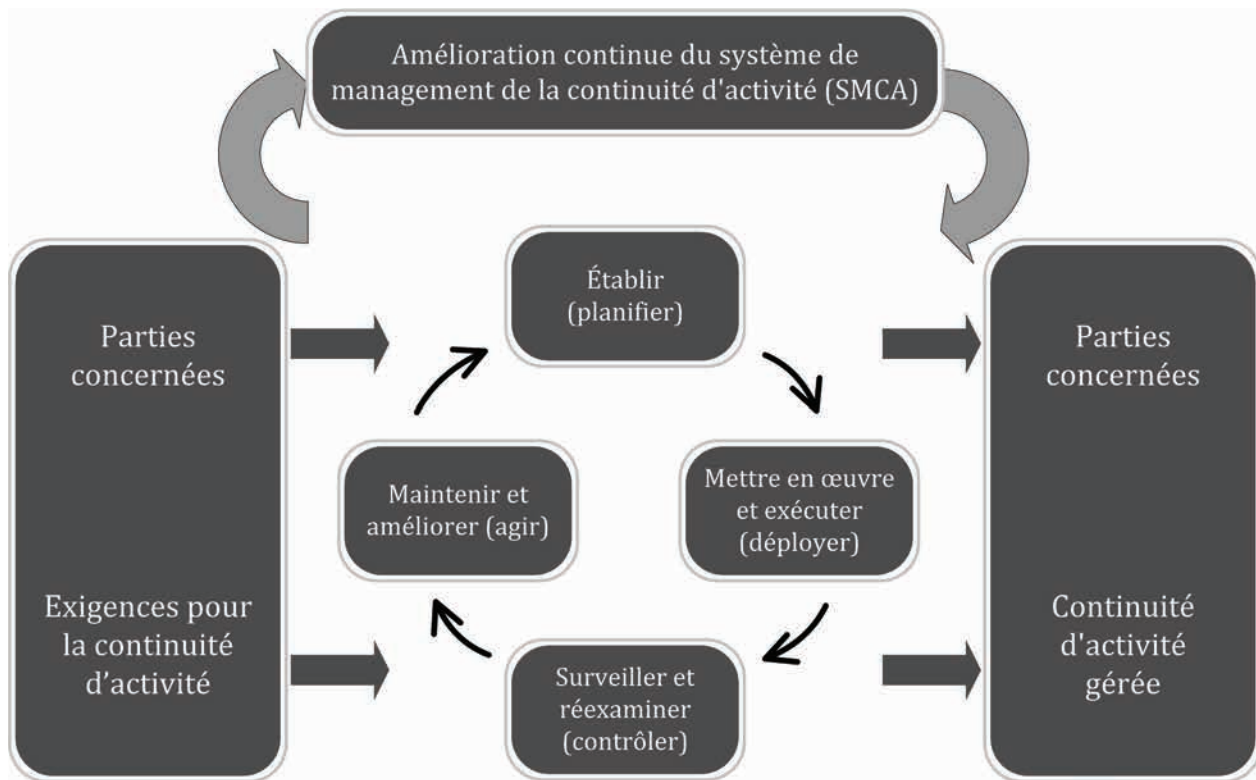 Amélioration continue du système de
management de la continuité d'activité (SMCA)
Parties
concernées
Exigences pour
la continuité
d’activité
Établir
(planifier)
Mettre en œuvre
et exécuter
(déployer)
Surveiller et
réexaminer
(contrôler)
Maintenir et
améliorer (agir)
Parties
concernées
Continuité
d'activité
gérée